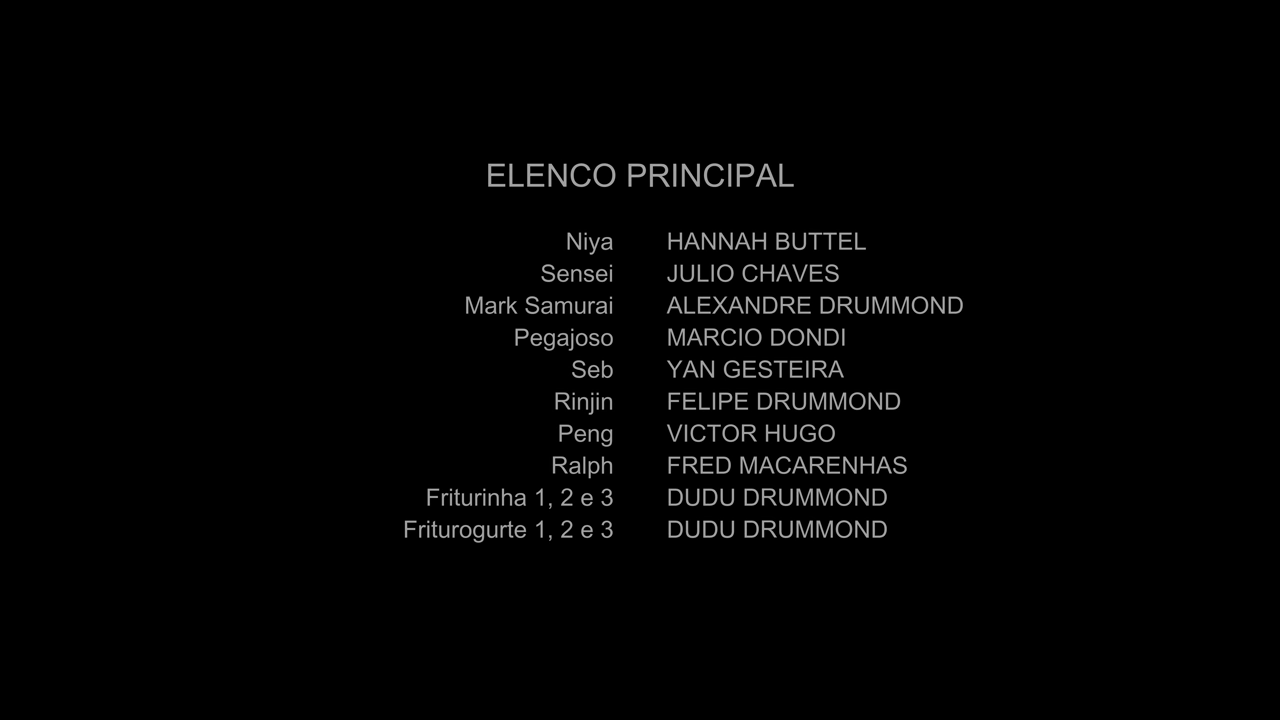 ELENCO PRINCIPAL
Niya HANNAH BUTTEL
Sensei JULIO CHAVES
Mark Samurai ALEXANDRE DRUMMOND
Pegajoso MARCIO DONDI
Seb YAN GESTEIRA
Rinjin FELIPE DRUMMOND
Peng VICTOR HUGO
Ralph FRED MACARENHAS
Friturinha 1, 2 e 3 DUDU DRUMMOND
Friturogurte 1, 2 e 3 DUDU DRUMMOND